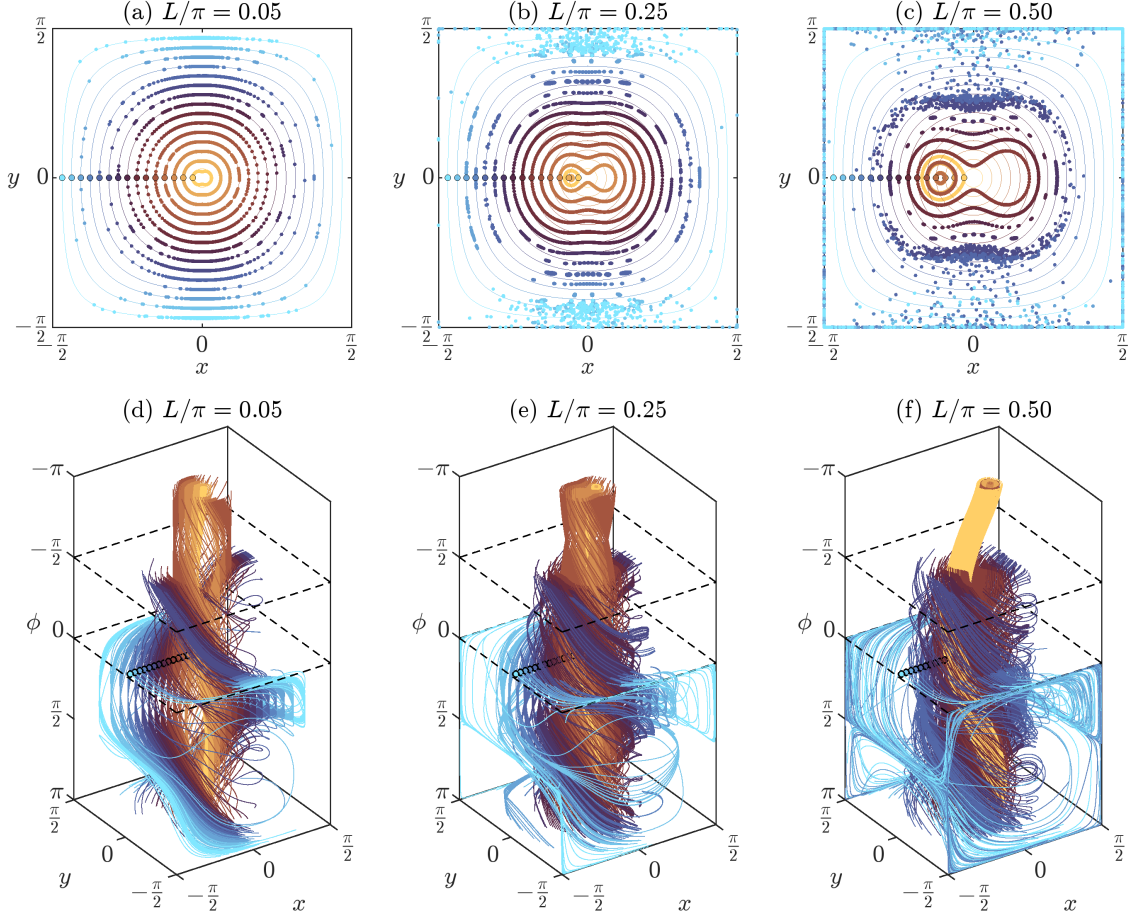 (a) L/π = 0.05
(b) L/π = 0.25
(c) L/π = 0.50
π/2
π/2
π/2
y 0
y 0
y 0
−π/2
−π/2
−π/2
−π/2 0 π/2
−π/2 0 π/2
−π/2 0 π/2
x
x
x
(d) L/π = 0.05
(e) L/π = 0.25
(f) L/π = 0.50
−π
−π
−π
−π/2
−π/2
−π/2
ϕ 0
ϕ 0
ϕ 0
π/2
π/2
π/2
π
π
π
π/2
π/2
π/2
π/2
π/2
π/2
0
0
0
0
0
0
y
y
y
−π/2
−π/2
−π/2
−π/2
−π/2
−π/2
x
x
x